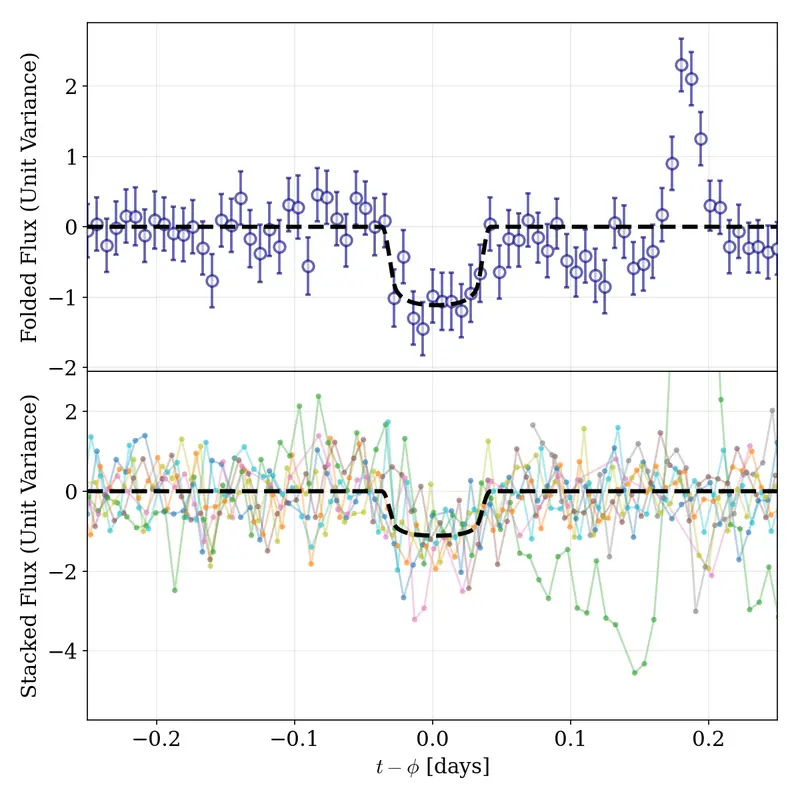 Folded Flux (Unit Variance)
2
1
0
−1
−2
Stacked Flux (Unit Variance)
2
0
−2
−4
−0.2 −0.1 0.0 0.1 0.2
t − ϕ [days]